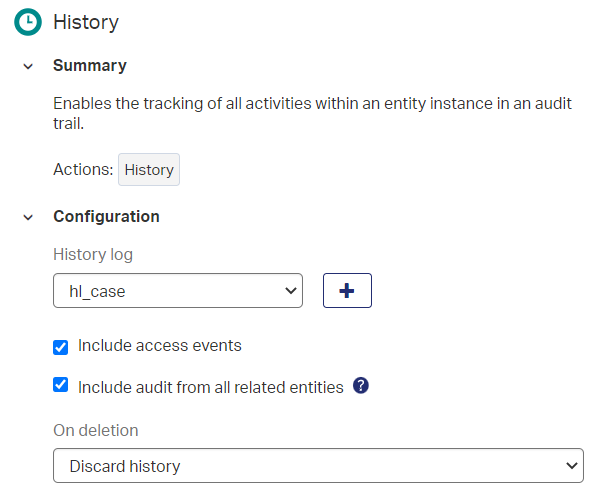 History
Summary
Enables the tracking of all activities within an entity instance in an audit
trail.
Actions: History
Configuration
History log
hl_case
Include access events
Include audit from all related entities ?
On deletion
Discard history